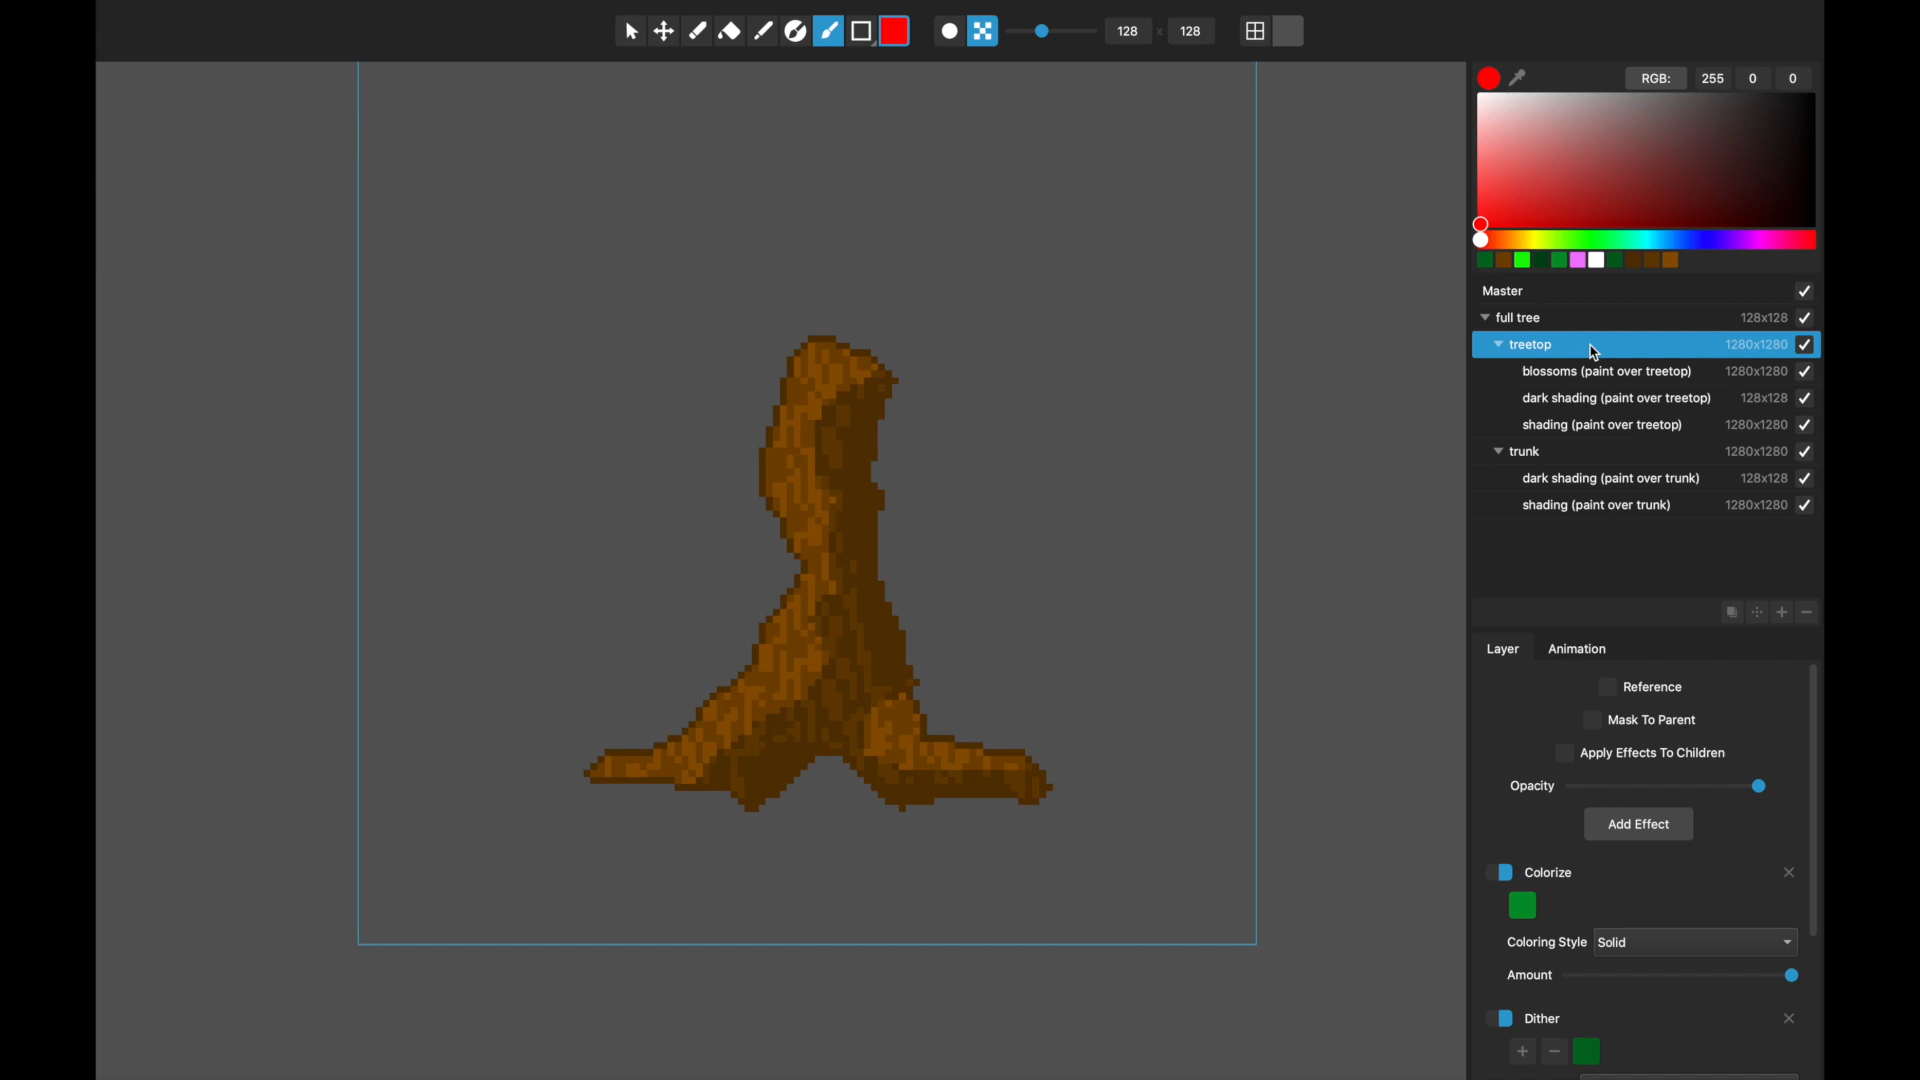 128 x 128
RGB: 255 0 0
Master
full tree 128x128
treetop 1280x1280
blossoms (paint over treetop) 1280x1280
dark shading (paint over treetop) 128x128
shading (paint over treetop) 1280x1280
trunk 1280x1280
dark shading (paint over trunk) 128x128
shading (paint over trunk) 1280x1280
Layer Animation
Reference
Mask To Parent
Apply Effects To Children
Opacity
Add Effect
Colorize
Coloring Style Solid
Amount
Dither